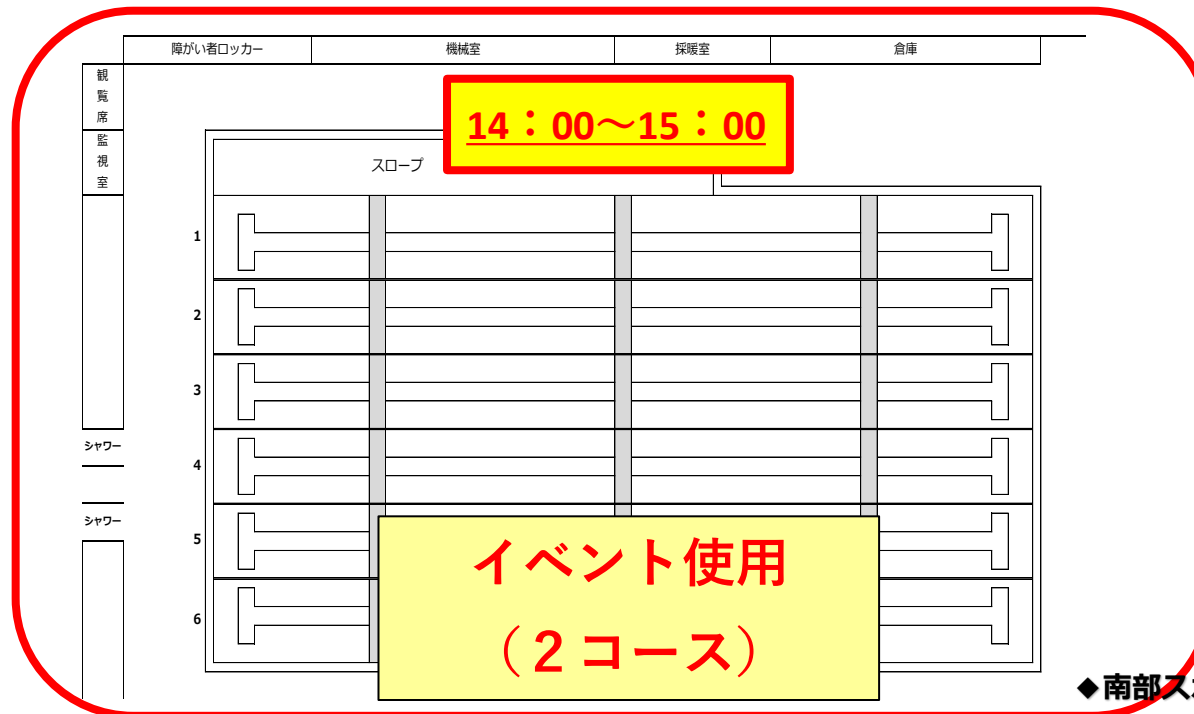 障がい者ロッカー 機械室 採暖室 倉庫
観覧席
監視室
14：00～15：00
スロープ
1
2
3
シャワー
4
シャワー
5
6
イベント使用
（2コース）
◆南部ス